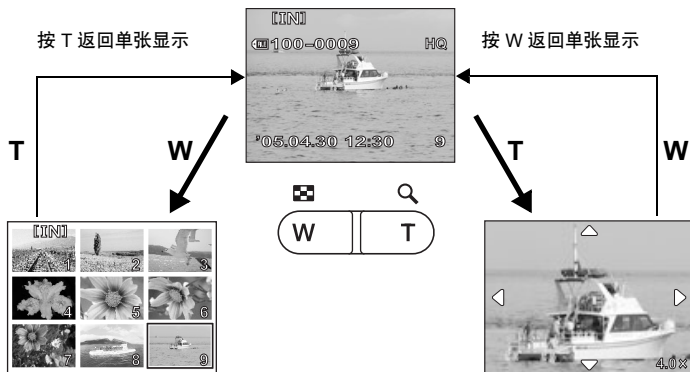 [IN]
100-0009 HQ
'05.04.30 12:30 9
按 T 返回单张显示
按 W 返回单张显示
T
W
T
W
W T
[IN]
1 2 3
4 5 6
7 8 9
4.0×